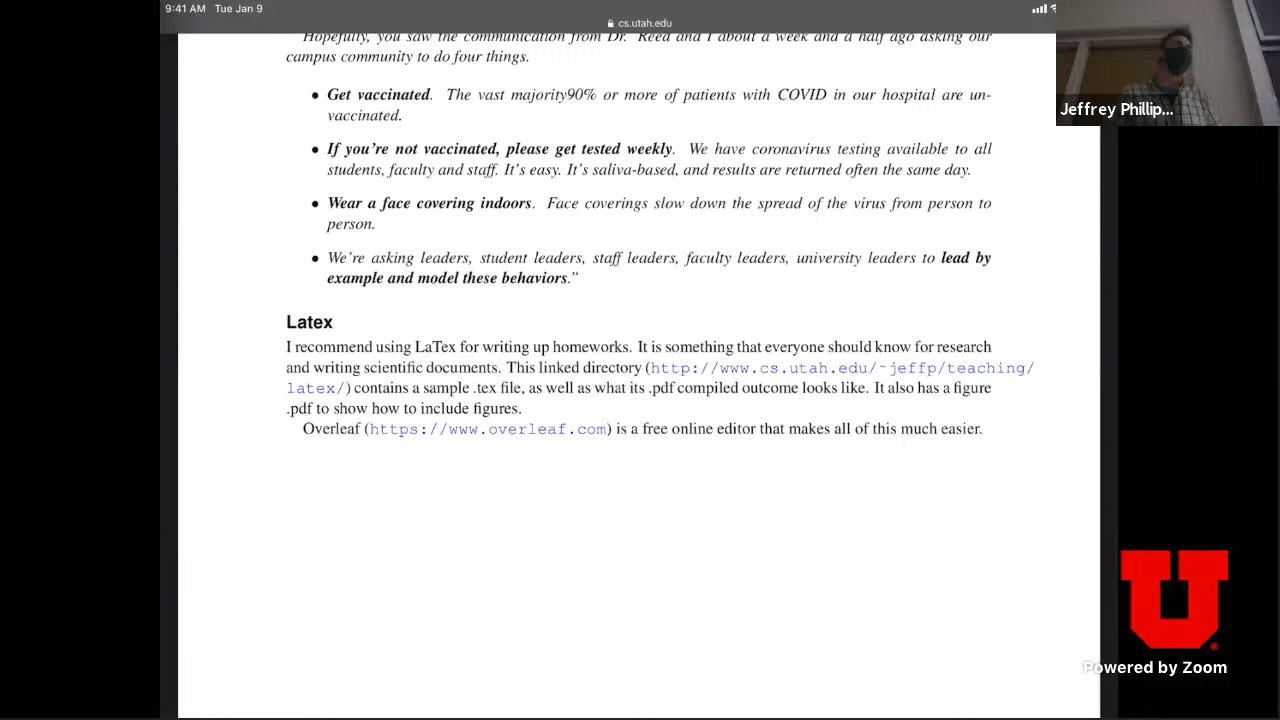 9:41 AM Tue Jan 9
cs.utah.edu
Hopefully, you saw the communication from Dr. Reed and I about a week and a half ago asking our
campus community to do four things.
Jeffrey Phillip...
• Get vaccinated. The vast majority90% or more of patients with COVID in our hospital are un-
vaccinated.
• If you're not vaccinated, please get tested weekly. We have coronavirus testing available to all
students, faculty and staff. It's easy. It's saliva-based, and results are returned often the same day.
• Wear a face covering indoors. Face coverings slow down the spread of the virus from person to
person.
• We're asking leaders, student leaders, staff leaders, faculty leaders, university leaders to lead by
example and model these behaviors."
Latex
I recommend using LaTex for writing up homeworks. It is something that everyone should know for research
and writing scientific documents. This linked directory (http://www.cs.utah.edu/~jeffp/teaching/
latex/) contains a sample .tex file, as well as what its .pdf compiled outcome looks like. It also has a figure
.pdf to show how to include figures.
Overleaf (https://www.overleaf.com) is a free online editor that makes all of this much easier.
U
Powered by Zoom